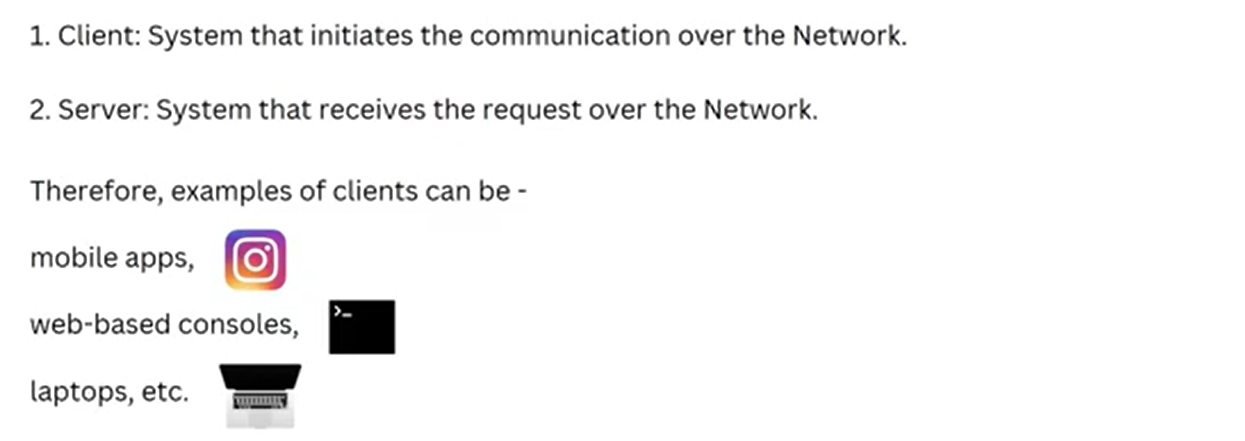 1. Client: System that initiates the communication over the Network.
2. Server: System that receives the request over the Network.
Therefore, examples of clients can be -
mobile apps,
web-based consoles,
>_
laptops, etc.